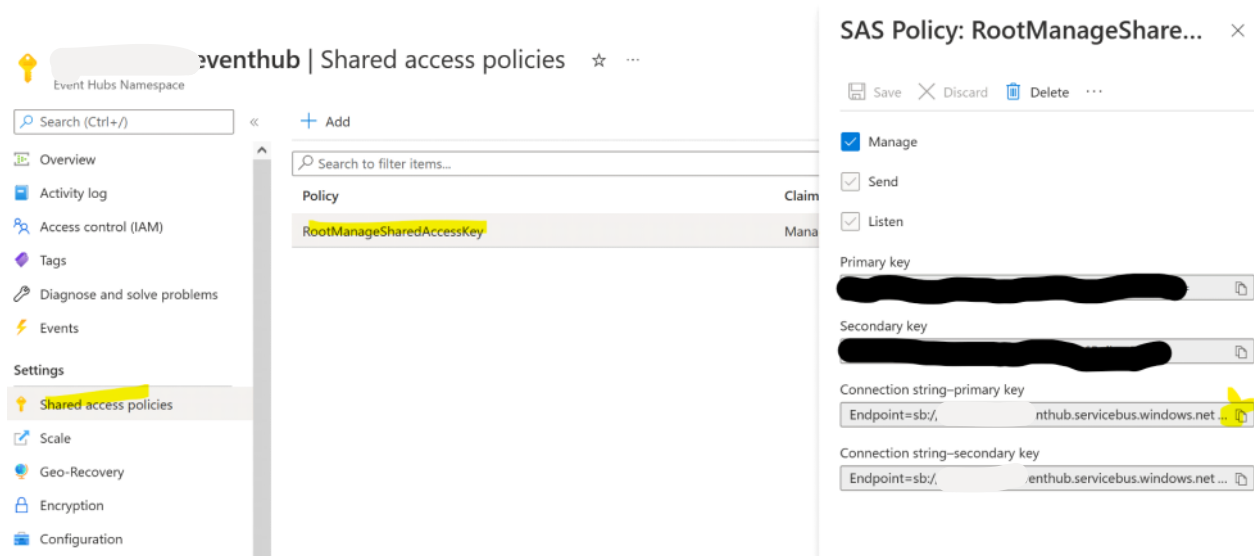 eventhub | Shared access policies
Event Hubs Namespace
Search (Ctrl+/)
Overview
Activity log
Access control (IAM)
Tags
Diagnose and solve problems
Events
Settings
Shared access policies
Scale
Geo-Recovery
Encryption
Configuration
Add
Search to filter items...
Policy
Claim
RootManageSharedAccessKey
Mana
SAS Policy: RootManageShare...
Save Discard Delete
Manage
Send
Listen
Primary key
Secondary key
Connection string–primary key
Endpoint=sb:/ nthub.servicebus.windows.net ...
Connection string–secondary key
Endpoint=sb:/ enthub.servicebus.windows.net ...